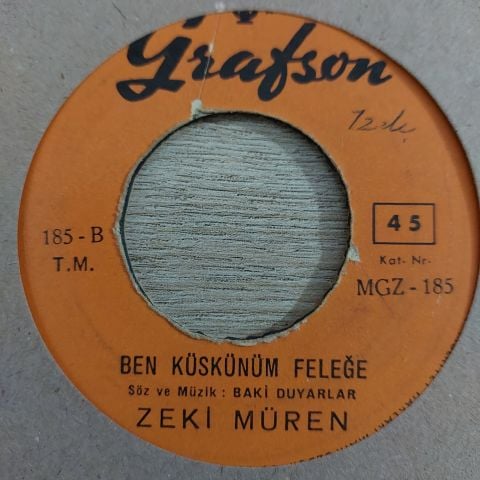 Grafson
45
185-B
T.M.
Kat- Nr-
MGZ-185
BEN KÜSKÜNÜM FELEĞE
Söz ve Müzik : BAKİ DUYARLAR
ZEKİ MÜREN